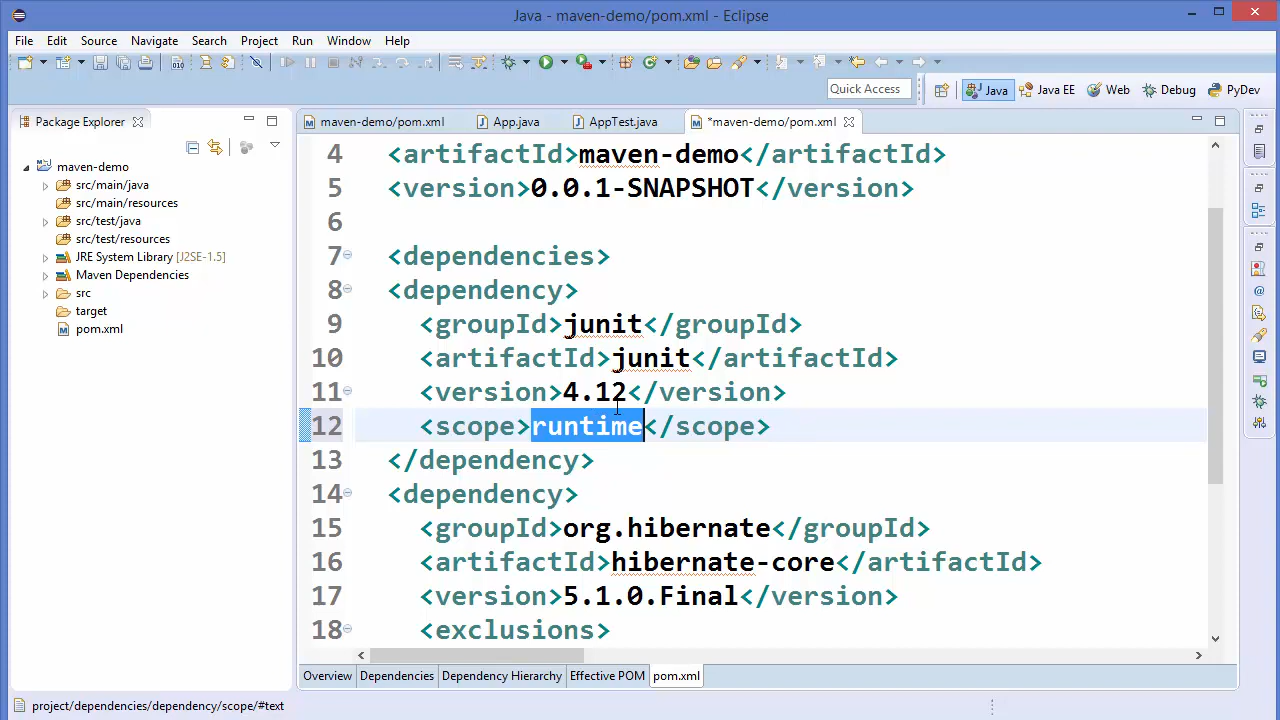 Java - maven-demo/pom.xml - Eclipse
File Edit Source Navigate Search Project Run Window Help
Quick Access
Java
Java EE
Web
Debug
PyDev
Package Explorer
maven-demo/pom.xml
App.java
AppTest.java
*maven-demo/pom.xml
maven-demo
src/main/java
src/main/resources
src/test/java
src/test/resources
JRE System Library [J2SE-1.5]
Maven Dependencies
src
target
pom.xml
4 <artifactId>maven-demo</artifactId>
5 <version>0.0.1-SNAPSHOT</version>
6
7 <dependencies>
8 <dependency>
9 <groupId>junit</groupId>
10 <artifactId>junit</artifactId>
11 <version>4.12</version>
12 <scope>runtime</scope>
13 </dependency>
14 <dependency>
15 <groupId>org.hibernate</groupId>
16 <artifactId>hibernate-core</artifactId>
17 <version>5.1.0.Final</version>
18 <exclusions>
Overview Dependencies Dependency Hierarchy Effective POM pom.xml
project/dependencies/dependency/scope/#text